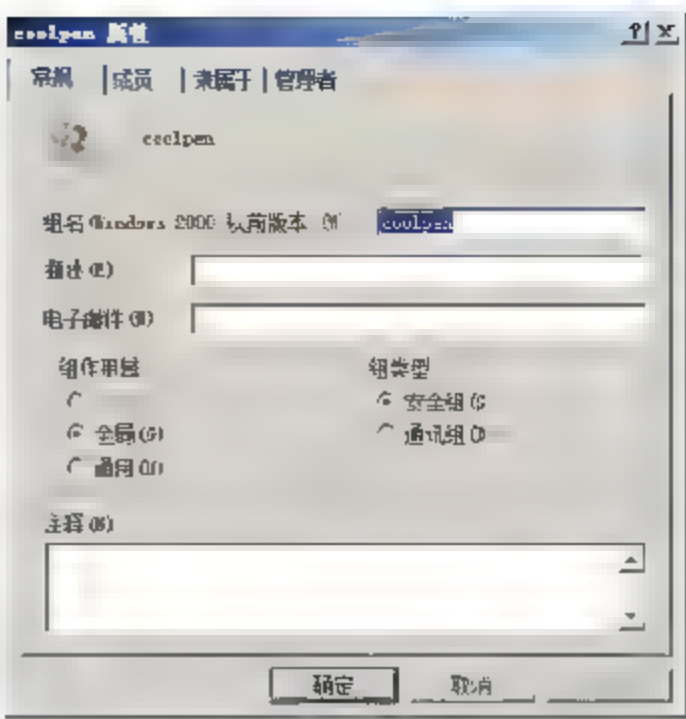 coolpen 属性
常规 成员 隶属于 管理者
coolpen
组名(Windows 2000 以前版本)(W)
coolpen
描述(E)
电子邮件(M)
组作用域
组类型
安全组(S
全局(G)
通讯组(D
通用(U)
主释(N)
确定 取消